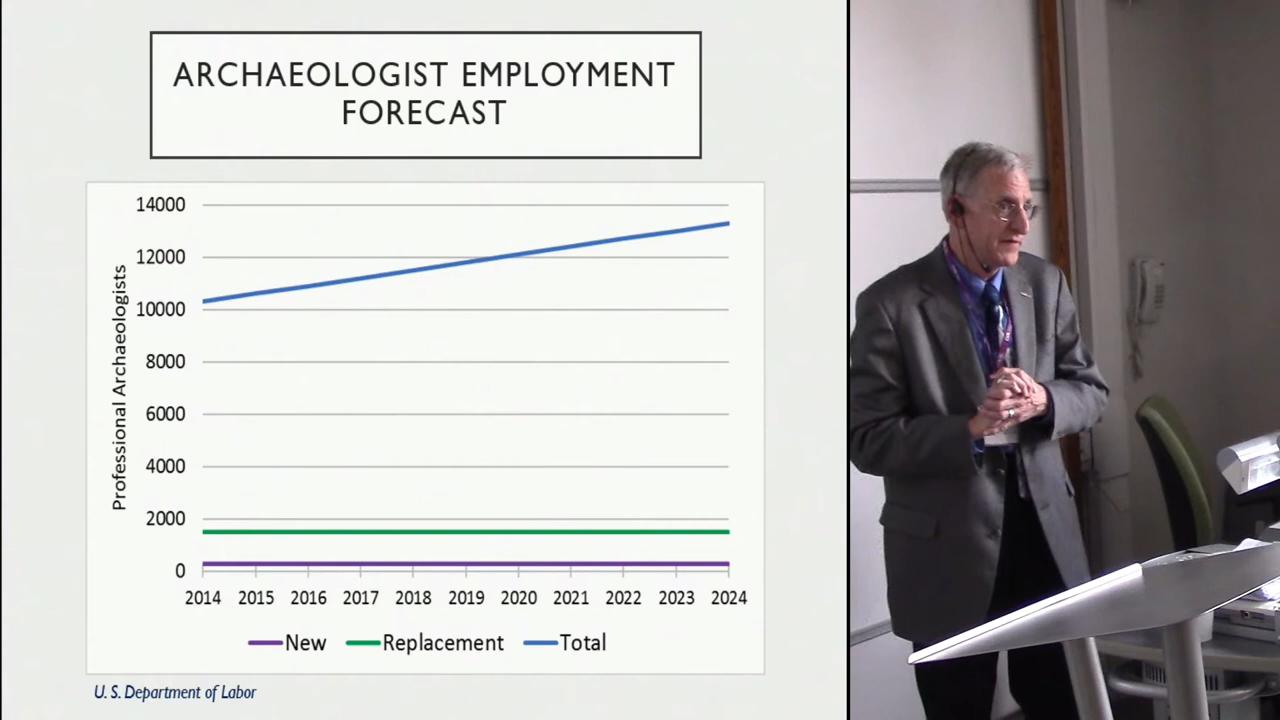 ARCHAEOLOGIST EMPLOYMENT
FORECAST
14000
12000
10000
8000
6000
4000
2000
0
Professional Archaeologists
2014 2015 2016 2017 2018 2019 2020 2021 2022 2023 2024
New Replacement Total
U. S. Department of Labor